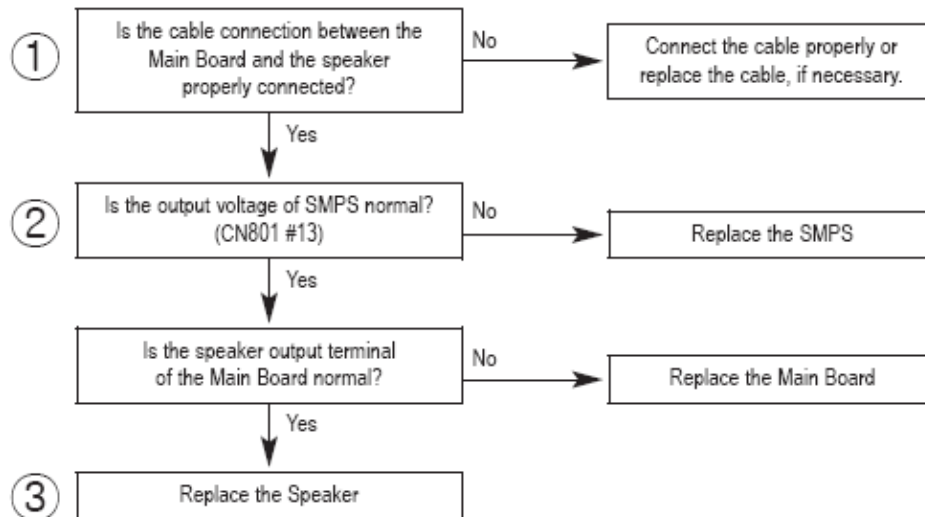 ①
Is the cable connection between the
Main Board and the speaker
properly connected?
No
Connect the cable properly or
replace the cable, if necessary.
Yes
②
Is the output voltage of SMPS normal?
(CN801 #13)
No
Replace the SMPS
Yes
Is the speaker output terminal
of the Main Board normal?
No
Replace the Main Board
Yes
③
Replace the Speaker